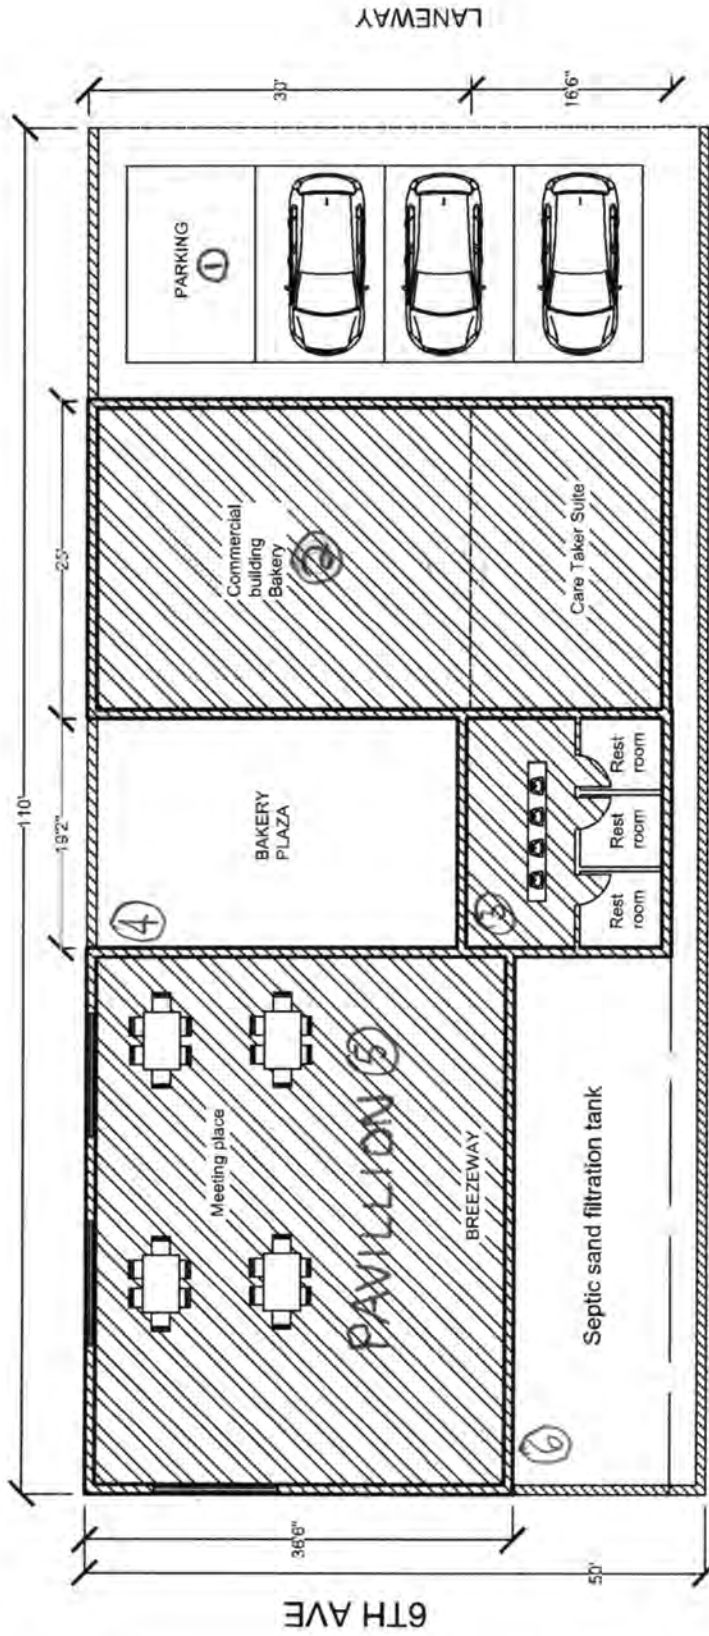 110'
19'2"
25'
LANEWAY
30'
16'6"
PARKING
①
Commercial
building
Bakery
②
Care Taker Suite
④
BAKERY
PLAZA
③
Rest
room
Rest
room
Rest
room
Meeting place
PAVILLION ⑤
BREEZEWAY
⑥
Septic sand filtration tank
36'6"
50'
6TH AVE